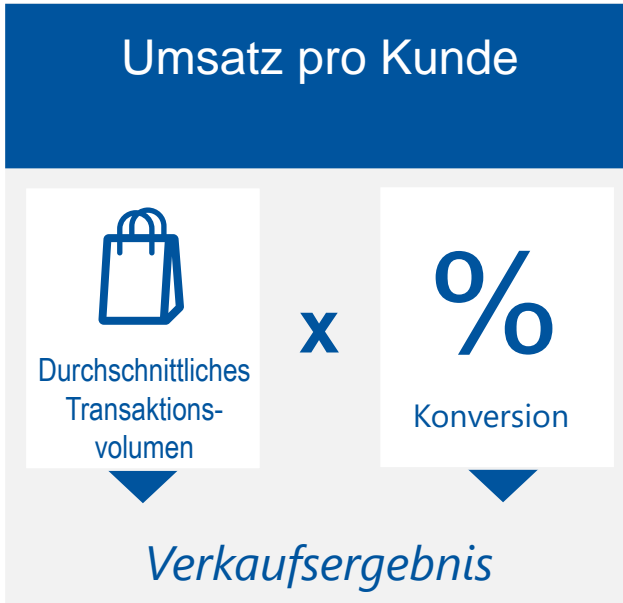 Umsatz pro Kunde
Durchschnittliches
Transaktions-
volumen
x
%
Konversion
Verkaufsergebnis